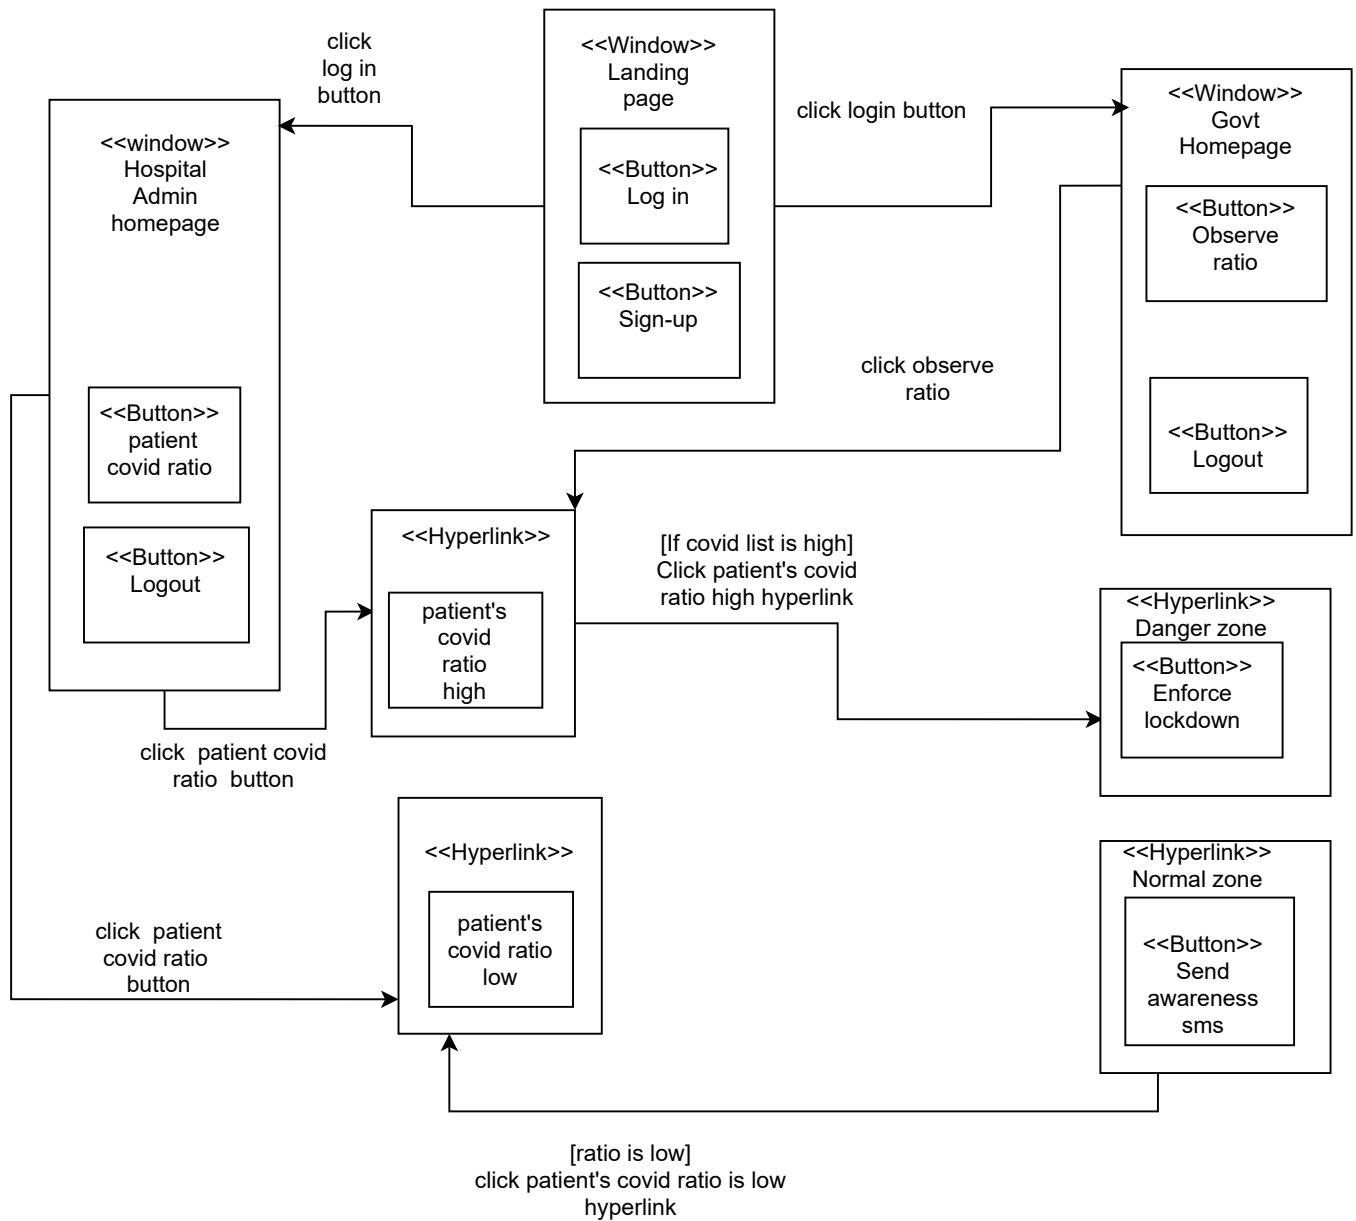 click
log in
button
<<Window>>
Landing
page
<<Button>>
Log in
<<Button>>
Sign-up
click login button
<<Window>>
Govt
Homepage
<<Button>>
Observe
ratio
<<Button>>
Logout
<<window>>
Hospital
Admin
homepage
<<Button>>
patient
covid ratio
<<Button>>
Logout
click observe
ratio
<<Hyperlink>>
patient's
covid
ratio
high
[If covid list is high]
Click patient's covid
ratio high hyperlink
<<Hyperlink>>
Danger zone
<<Button>>
Enforce
lockdown
click  patient covid
ratio  button
<<Hyperlink>>
patient's
covid ratio
low
<<Hyperlink>>
Normal zone
<<Button>>
Send
awareness
sms
click  patient
covid ratio
button
[ratio is low]
click patient's covid ratio is low
hyperlink